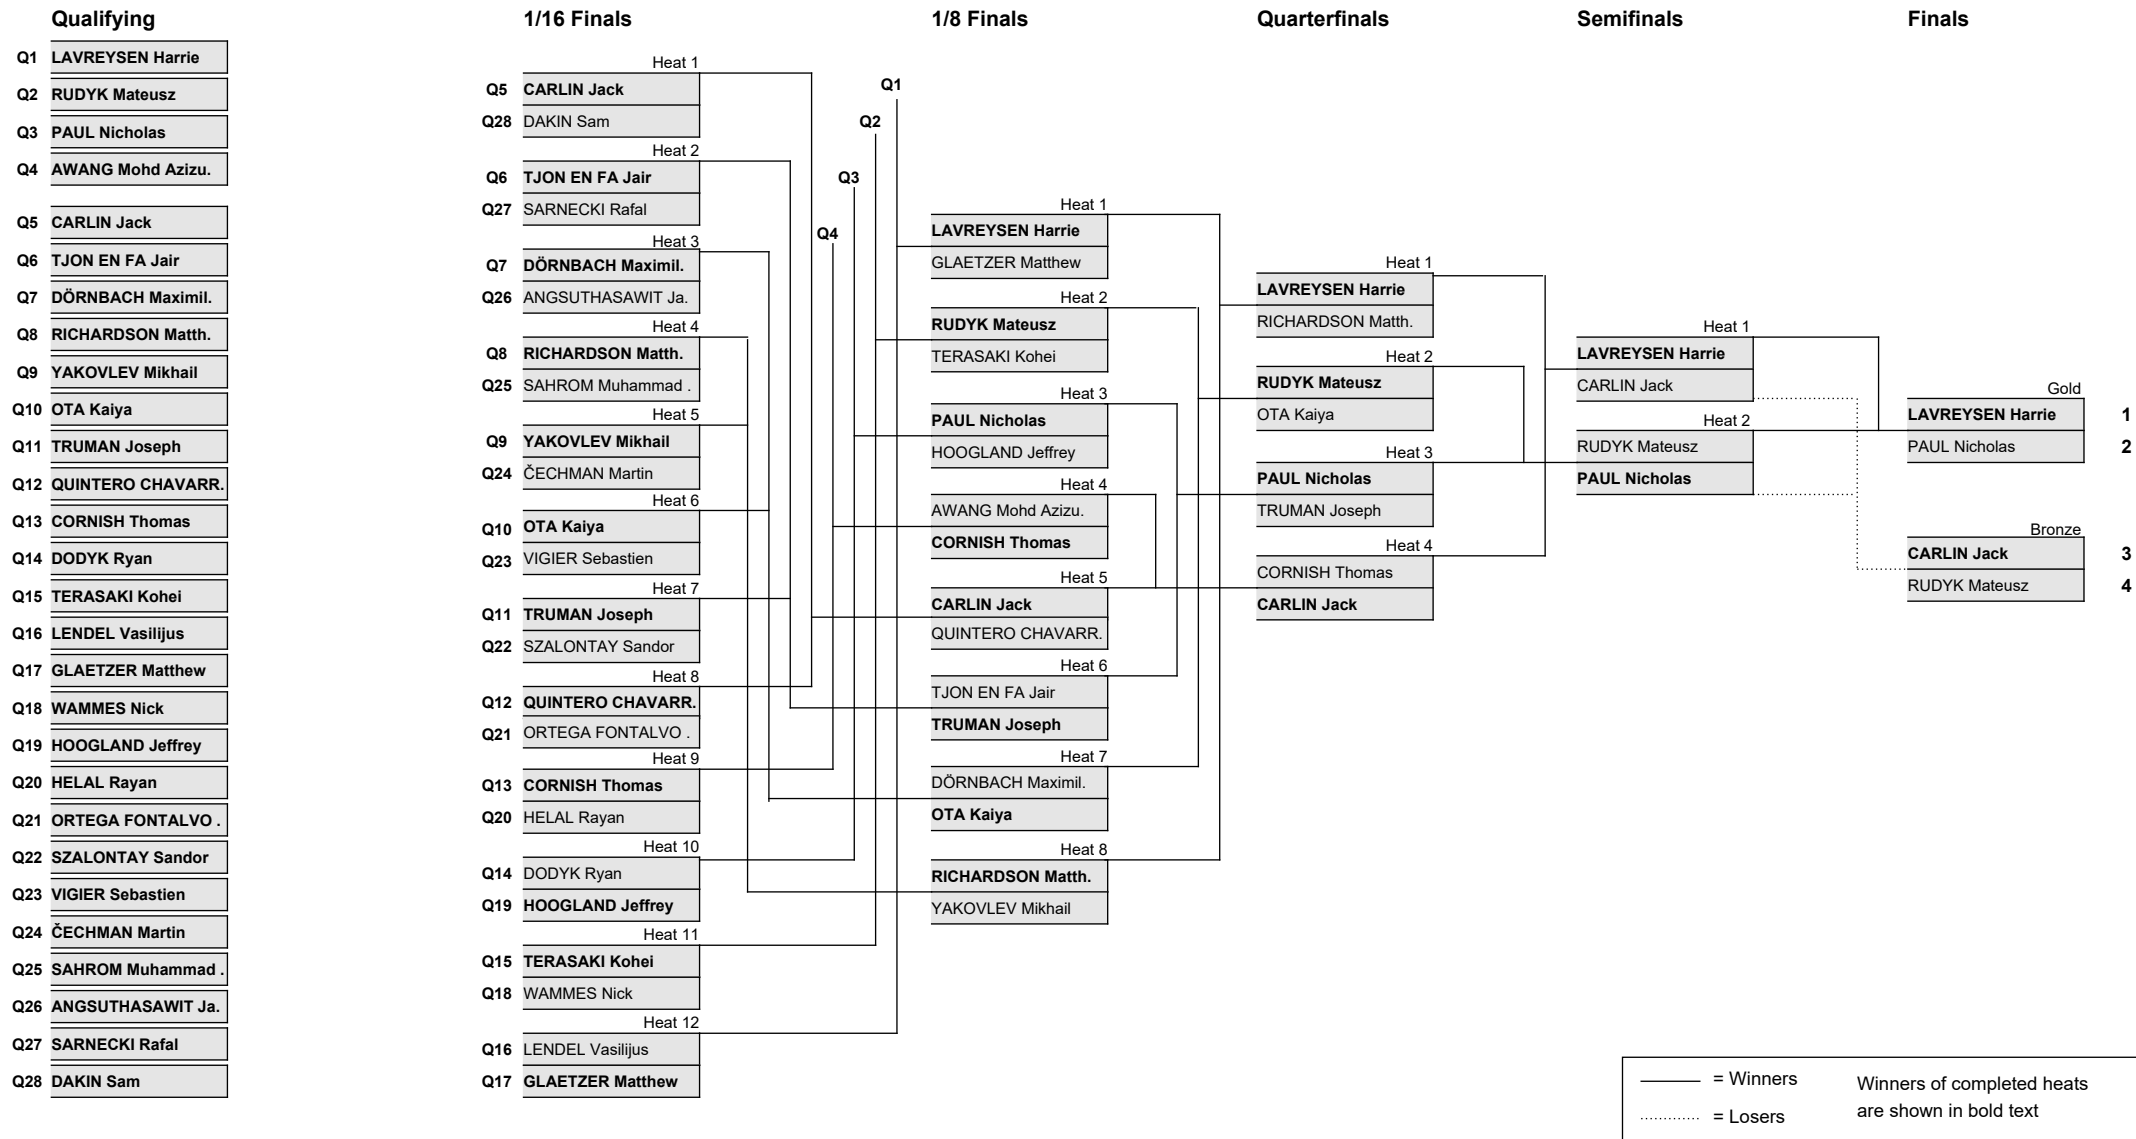 Qualifying
Q1 LAVREYSEN Harrie
Q2 RUDYK Mateusz
Q3 PAUL Nicholas
Q4 AWANG Mohd Azizu.
Q5 CARLIN Jack
Q6 TJON EN FA Jair
Q7 DÖRNBACH Maximil.
Q8 RICHARDSON Matth.
Q9 YAKOVLEV Mikhail
Q10 OTA Kaiya
Q11 TRUMAN Joseph
Q12 QUINTERO CHAVARR.
Q13 CORNISH Thomas
Q14 DODYK Ryan
Q15 TERASAKI Kohei
Q16 LENDEL Vasilijus
Q17 GLAETZER Matthew
Q18 WAMMES Nick
Q19 HOOGLAND Jeffrey
Q20 HELAL Rayan
Q21 ORTEGA FONTALVO .
Q22 SZALONTAY Sandor
Q23 VIGIER Sebastien
Q24 ČECHMAN Martin
Q25 SAHROM Muhammad .
Q26 ANGSUTHASAWIT Ja.
Q27 SARNECKI Rafal
Q28 DAKIN Sam
1/16 Finals
Heat 1
Q5 CARLIN Jack
Q28 DAKIN Sam
Heat 2
Q6 TJON EN FA Jair
Q27 SARNECKI Rafal
Heat 3
Q7 DÖRNBACH Maximil.
Q26 ANGSUTHASAWIT Ja.
Heat 4
Q8 RICHARDSON Matth.
Q25 SAHROM Muhammad .
Heat 5
Q9 YAKOVLEV Mikhail
Q24 ČECHMAN Martin
Heat 6
Q10 OTA Kaiya
Q23 VIGIER Sebastien
Heat 7
Q11 TRUMAN Joseph
Q22 SZALONTAY Sandor
Heat 8
Q12 QUINTERO CHAVARR.
Q21 ORTEGA FONTALVO .
Heat 9
Q13 CORNISH Thomas
Q20 HELAL Rayan
Heat 10
Q14 DODYK Ryan
Q19 HOOGLAND Jeffrey
Heat 11
Q15 TERASAKI Kohei
Q18 WAMMES Nick
Heat 12
Q16 LENDEL Vasilijus
Q17 GLAETZER Matthew
Q1
Q2
Q3
Q4
1/8 Finals
Heat 1
LAVREYSEN Harrie
GLAETZER Matthew
Heat 2
RUDYK Mateusz
TERASAKI Kohei
Heat 3
PAUL Nicholas
HOOGLAND Jeffrey
Heat 4
AWANG Mohd Azizu.
CORNISH Thomas
Heat 5
CARLIN Jack
QUINTERO CHAVARR.
Heat 6
TJON EN FA Jair
TRUMAN Joseph
Heat 7
DÖRNBACH Maximil.
OTA Kaiya
Heat 8
RICHARDSON Matth.
YAKOVLEV Mikhail
Quarterfinals
Heat 1
LAVREYSEN Harrie
RICHARDSON Matth.
Heat 2
RUDYK Mateusz
OTA Kaiya
Heat 3
PAUL Nicholas
TRUMAN Joseph
Heat 4
CORNISH Thomas
CARLIN Jack
Semifinals
Heat 1
LAVREYSEN Harrie
CARLIN Jack
Heat 2
RUDYK Mateusz
PAUL Nicholas
Finals
Gold
LAVREYSEN Harrie 1
PAUL Nicholas 2
Bronze
CARLIN Jack 3
RUDYK Mateusz 4
= Winners
= Losers
Winners of completed heats
are shown in bold text